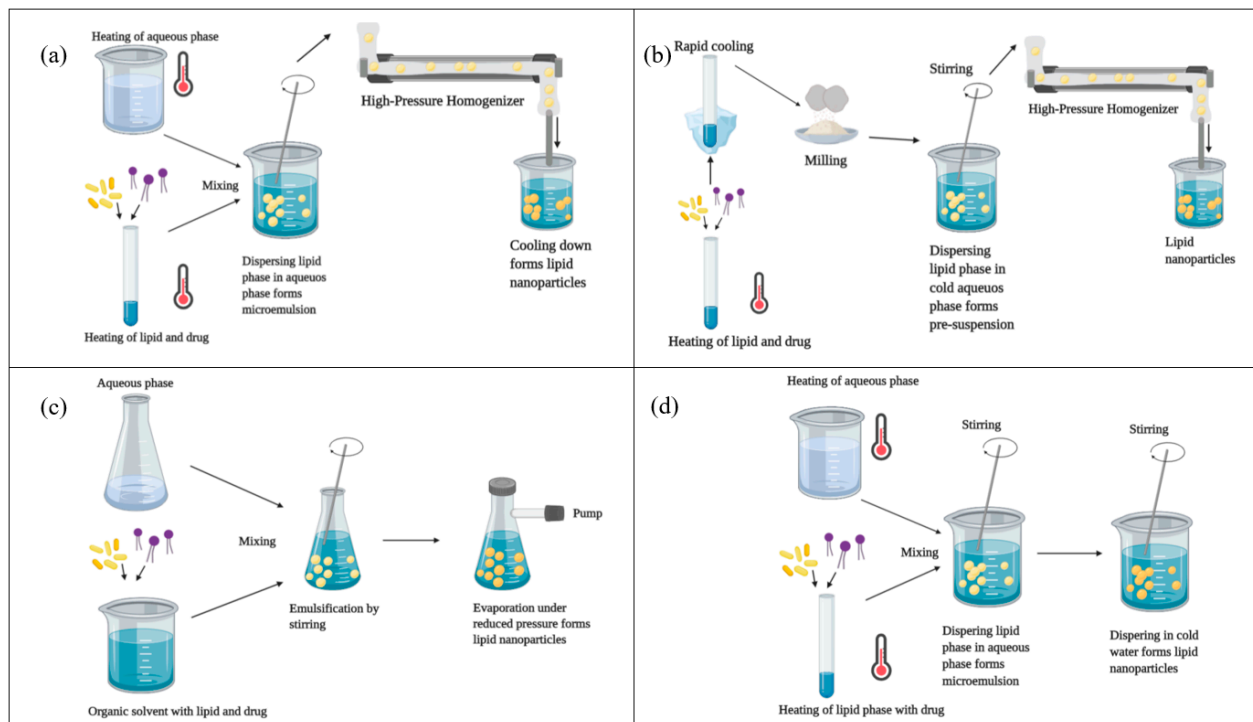 (a)
Heating of aqueous phase
High-Pressure Homogenizer
Mixing
Dispersing lipid
phase in aqueuos
phase forms
microemulsion
Cooling down
forms lipid
nanoparticles
Heating of lipid and drug
(b)
Rapid cooling
Stirring
High-Pressure Homogenizer
Milling
Dispersing
lipid phase in
cold aqueuos
phase forms
pre-suspension
Lipid
nanoparticles
Heating of lipid and drug
(c)
Aqueous phase
Mixing
Pump
Emulsification by
stirring
Evaporation under
reduced pressure forms
lipid nanoparticles
Organic solvent with lipid and drug
(d)
Heating of aqueous phase
Stirring
Stirring
Mixing
Dispering lipid
phase in aqueous
phase forms
microemulsion
Dispering in cold
water forms lipid
nanoparticles
Heating of lipid phase with drug